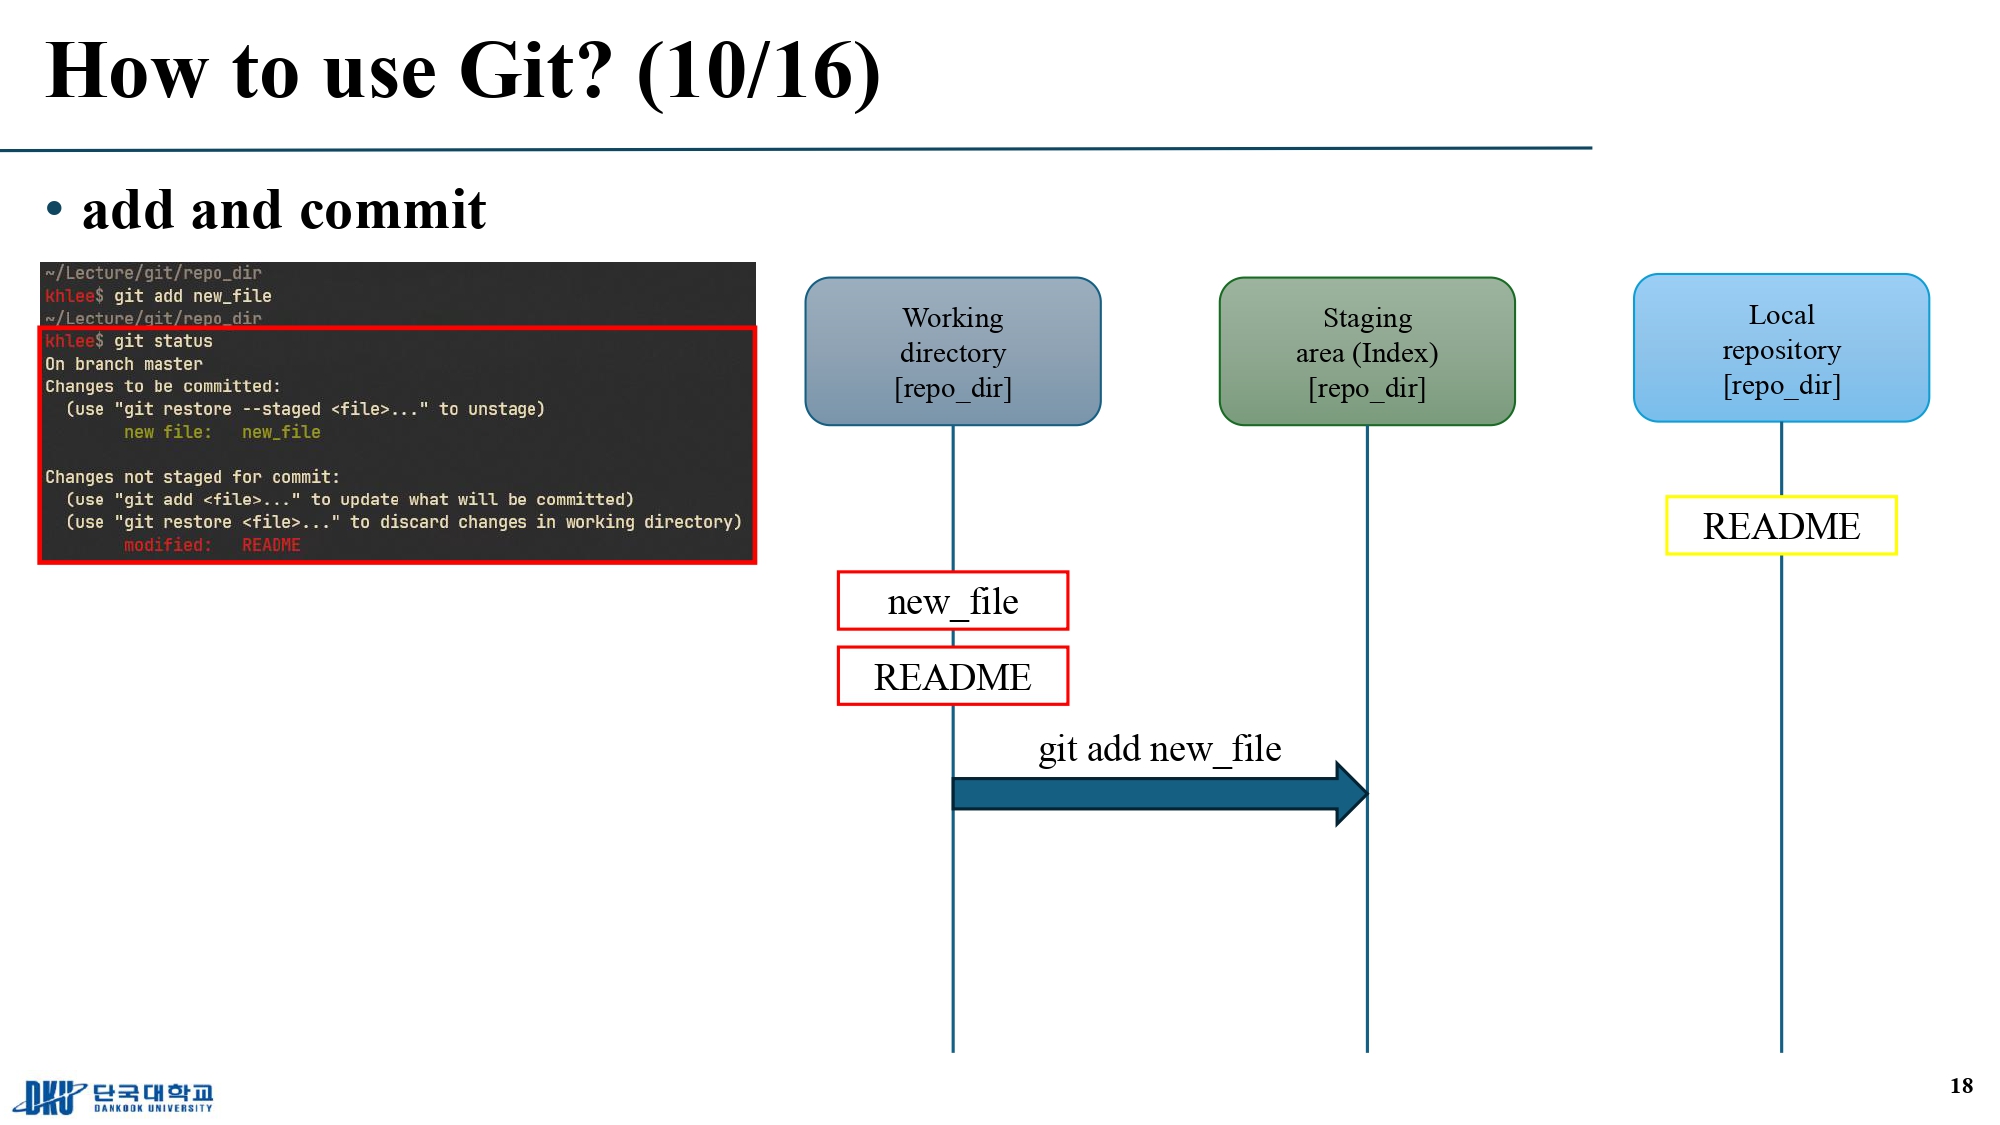 How to use Git? (10/16)
• add and commit
~/Lecture/git/repo_dir
khlee$ git add new_file
~/Lecture/git/repo_dir
khlee$ git status
On branch master
Changes to be committed:
  (use "git restore --staged <file>..." to unstage)
        new file:   new_file
Changes not staged for commit:
  (use "git add <file>..." to update what will be committed)
  (use "git restore <file>..." to discard changes in working directory)
        modified:   README
Working
directory
[repo_dir]
Staging
area (Index)
[repo_dir]
Local
repository
[repo_dir]
README
new_file
README
git add new_file
DKU 단국대학교
DANKOOK UNIVERSITY
18